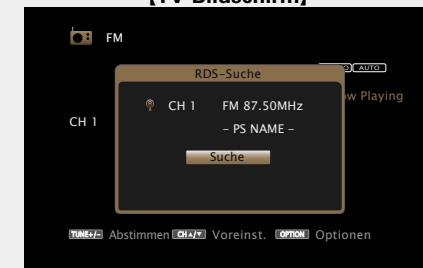 【TV-Bildschirm】
FM
RDS-Suche
AUTO
Now Playing
CH 1 FM 87.50MHz
CH 1
– PS NAME –
Suche
TUNE+/- Abstimmen CH▲/▼ Voreinst. OPTION Optionen